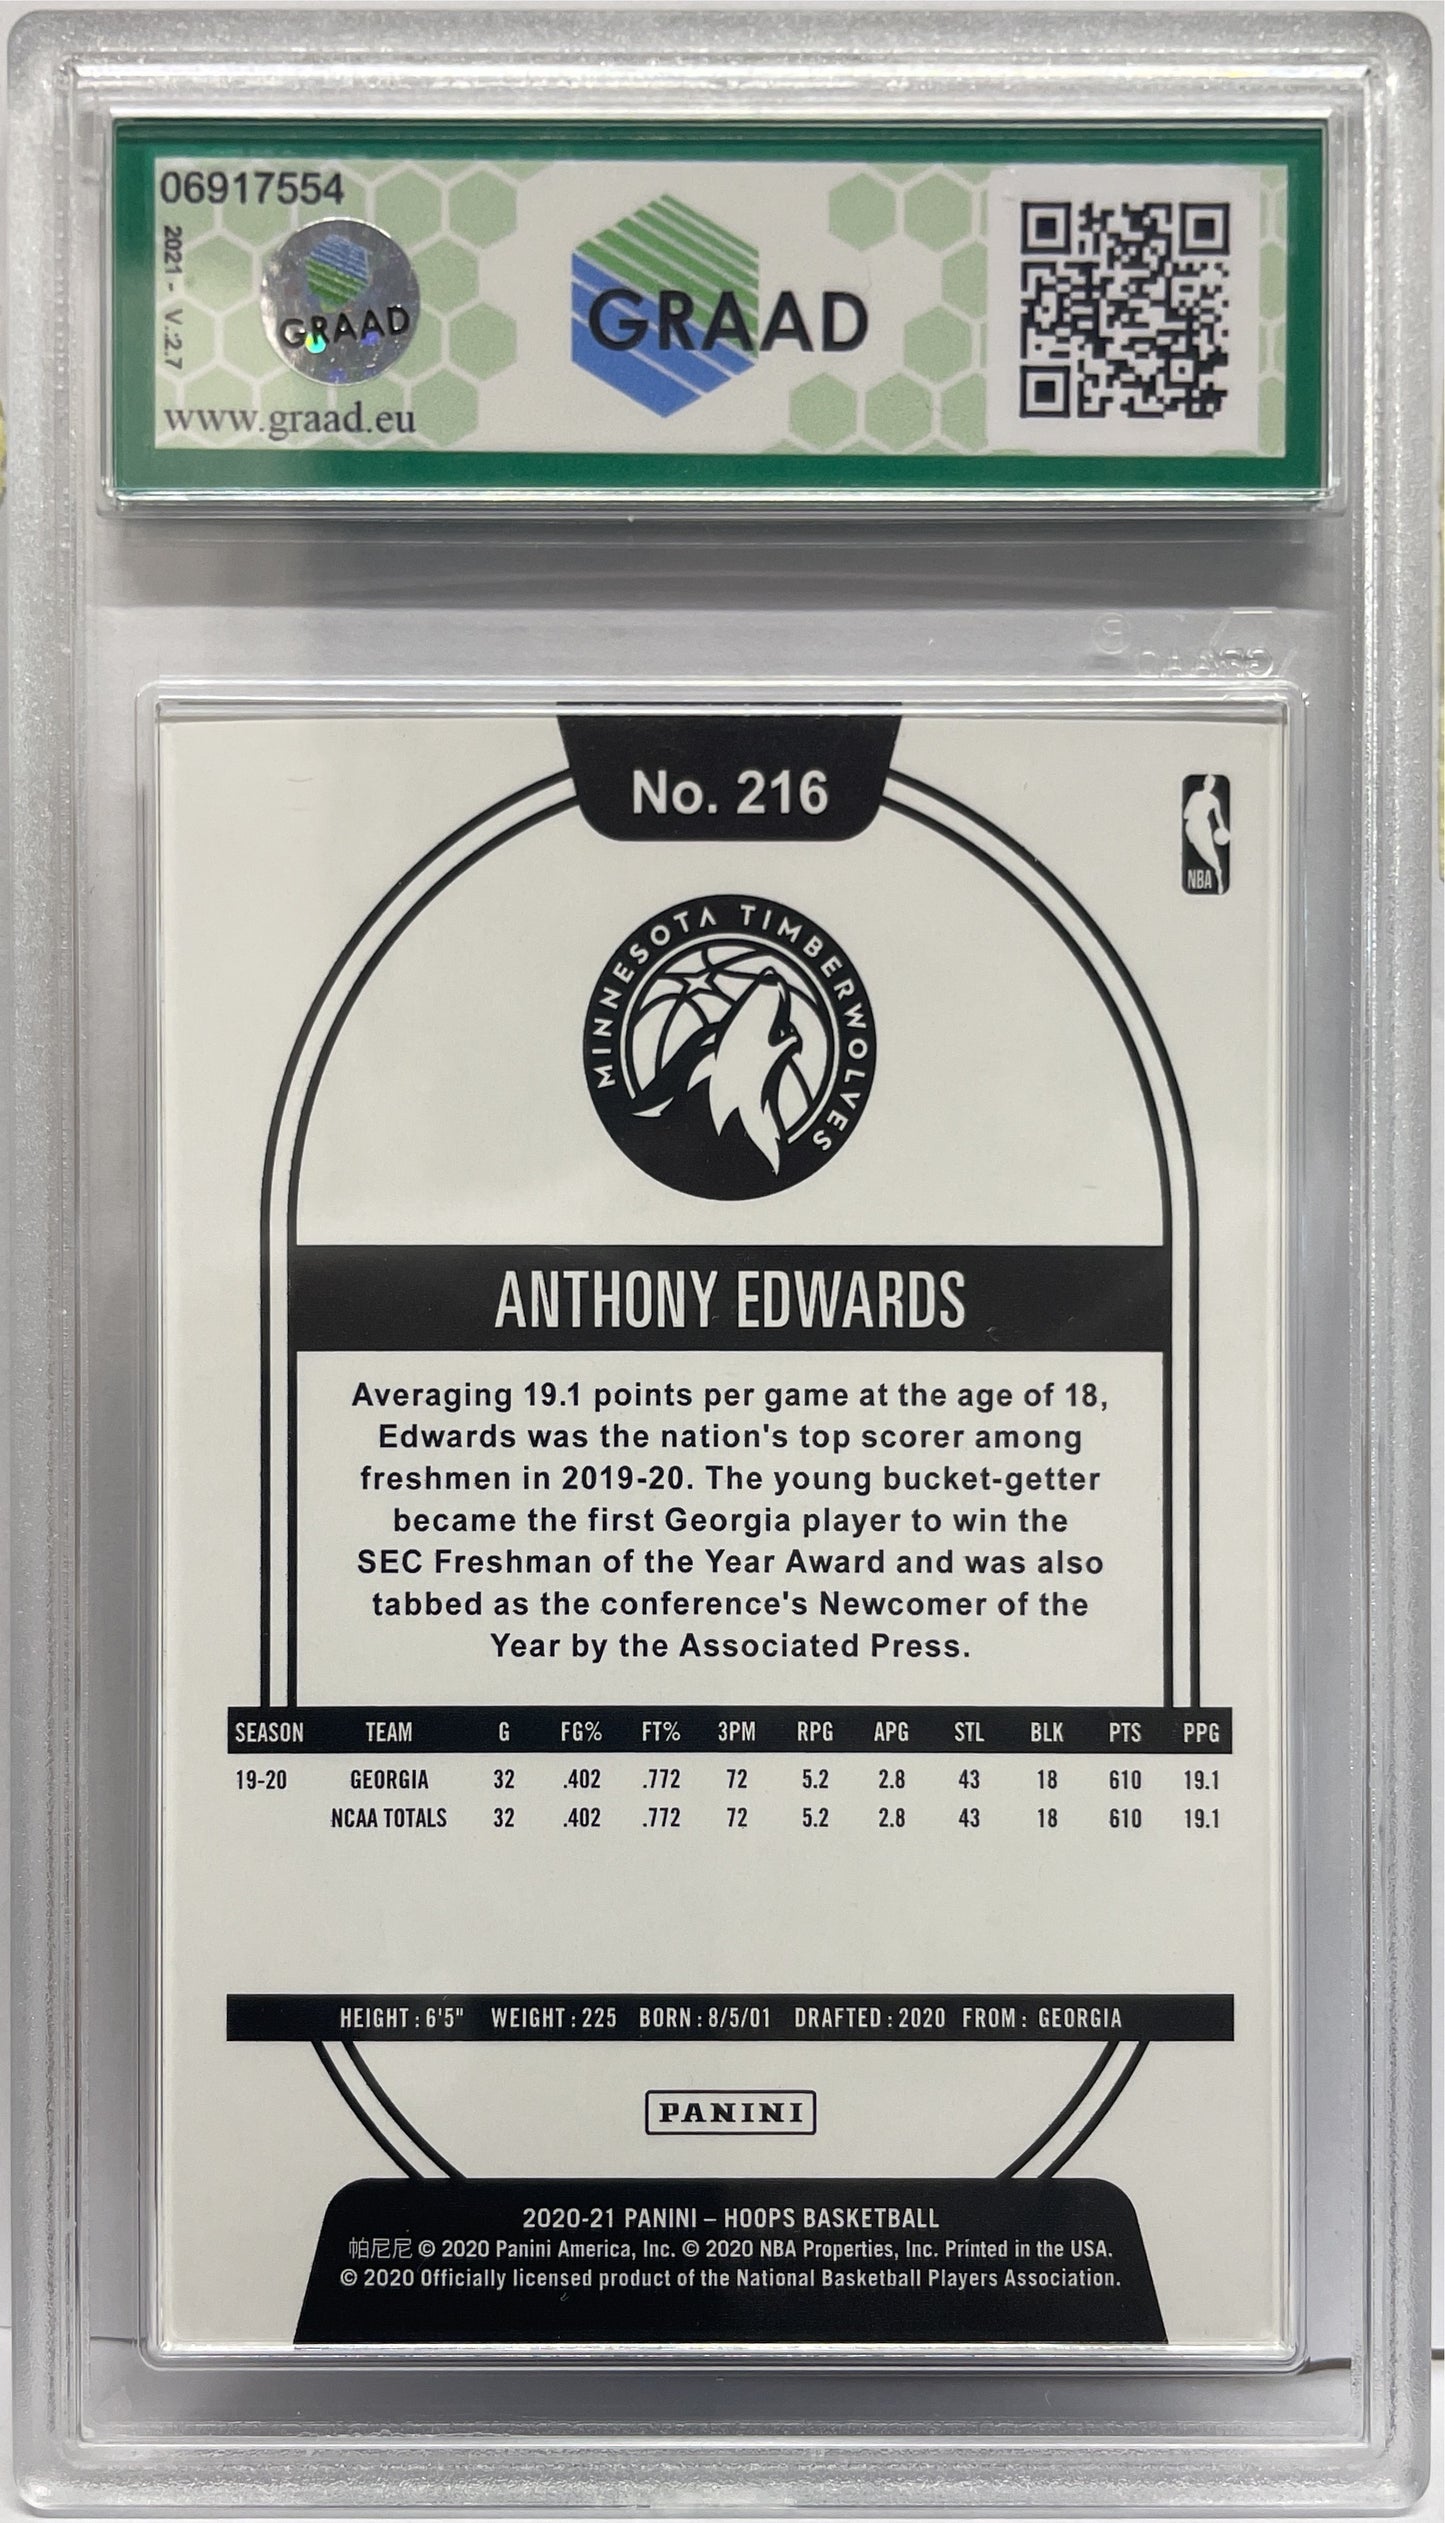 06917554
2021 - V.:2.7
GRAAD
www.graad.eu
GRAAD
GRAAD
No. 216
NBA
MINNESOTA TIMBERWOLVES
ANTHONY EDWARDS
Averaging 19.1 points per game at the age of 18,
Edwards was the nation's top scorer among
freshmen in 2019-20. The young bucket-getter
became the first Georgia player to win the
SEC Freshman of the Year Award and was also
tabbed as the conference's Newcomer of the
Year by the Associated Press.
SEASON TEAM G FG% FT% 3PM RPG APG STL BLK PTS PPG
19-20 GEORGIA 32 .402 .772 72 5.2 2.8 43 18 610 19.1
NCAA TOTALS 32 .402 .772 72 5.2 2.8 43 18 610 19.1
HEIGHT : 6'5" WEIGHT : 225 BORN : 8/5/01 DRAFTED : 2020 FROM : GEORGIA
PANINI
2020-21 PANINI – HOOPS BASKETBALL
帕尼尼 © 2020 Panini America, Inc. © 2020 NBA Properties, Inc. Printed in the USA.
© 2020 Officially licensed product of the National Basketball Players Association.